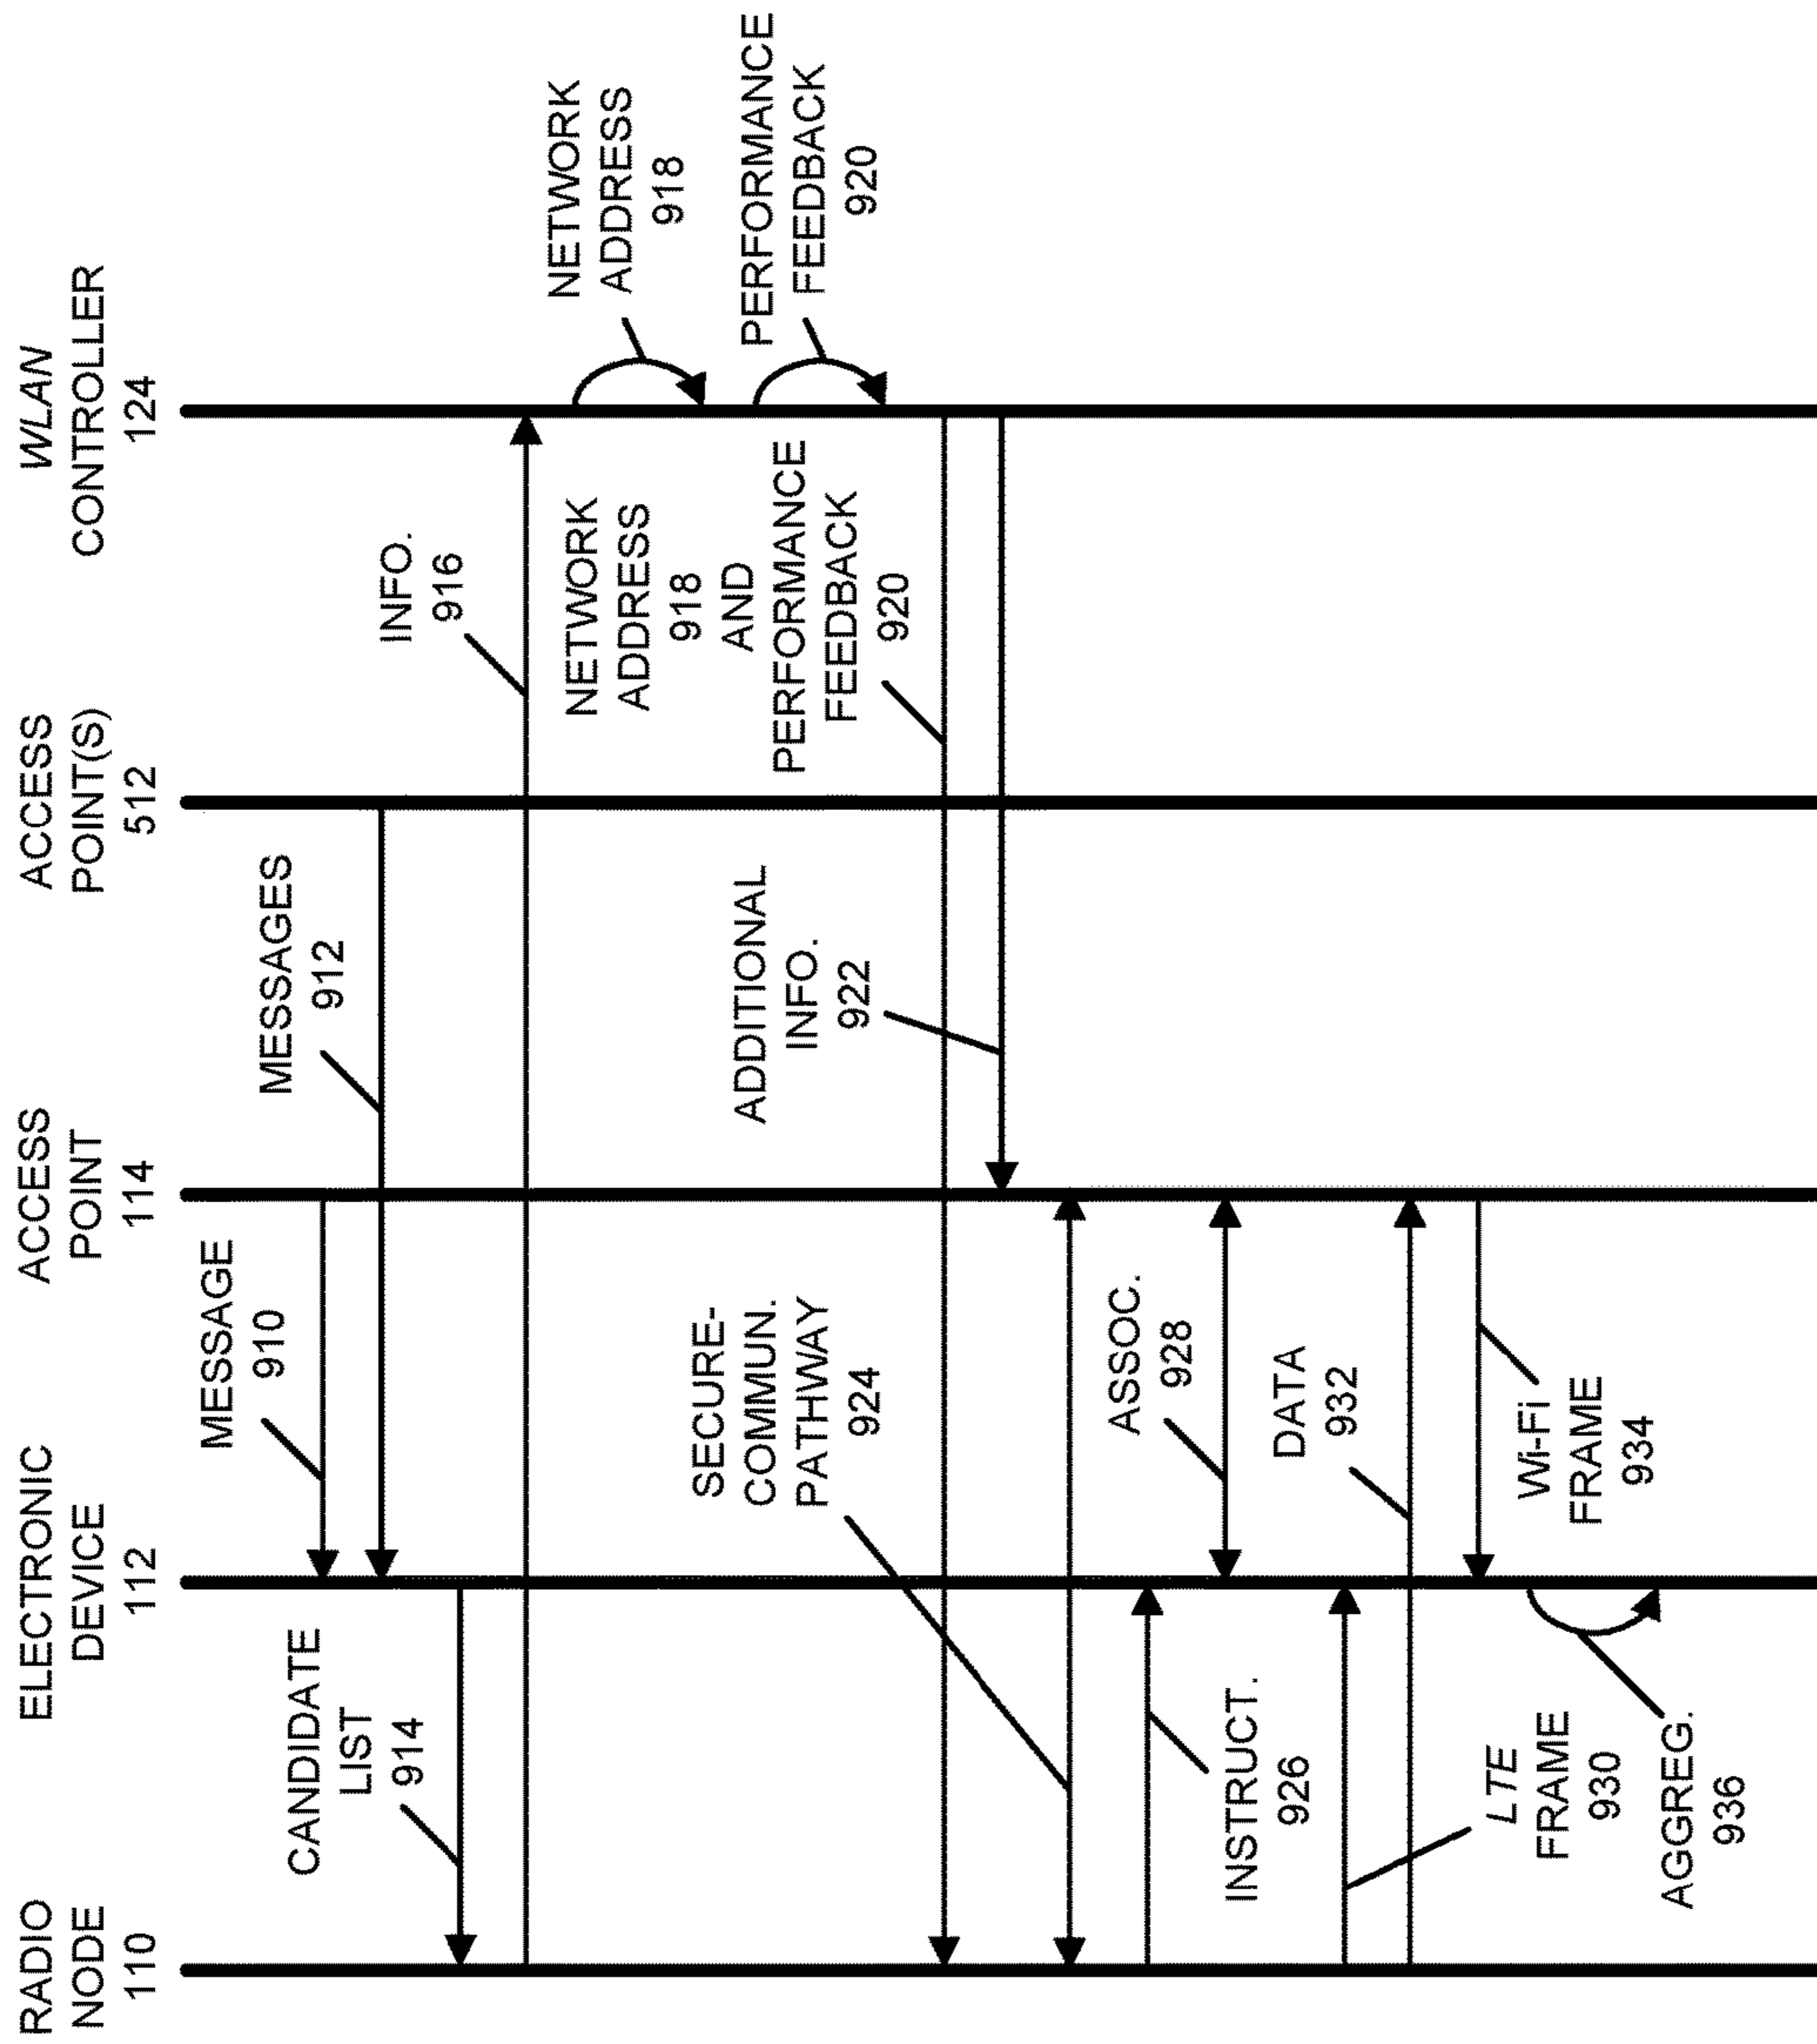 RADIO
NODE
110
ELECTRONIC
DEVICE
112
ACCESS
POINT
114
ACCESS
POINT(S)
512
WLAN
CONTROLLER
124
MESSAGE
910
MESSAGES
912
CANDIDATE
LIST
914
INFO.
916
NETWORK
ADDRESS
918
PERFORMANCE
FEEDBACK
920
NETWORK
ADDRESS
918
AND
PERFORMANCE
FEEDBACK
920
ADDITIONAL
INFO.
922
SECURE-
COMMUN.
PATHWAY
924
INSTRUCT.
926
ASSOC.
928
LTE
FRAME
930
DATA
932
Wi-Fi
FRAME
934
AGGREG.
936